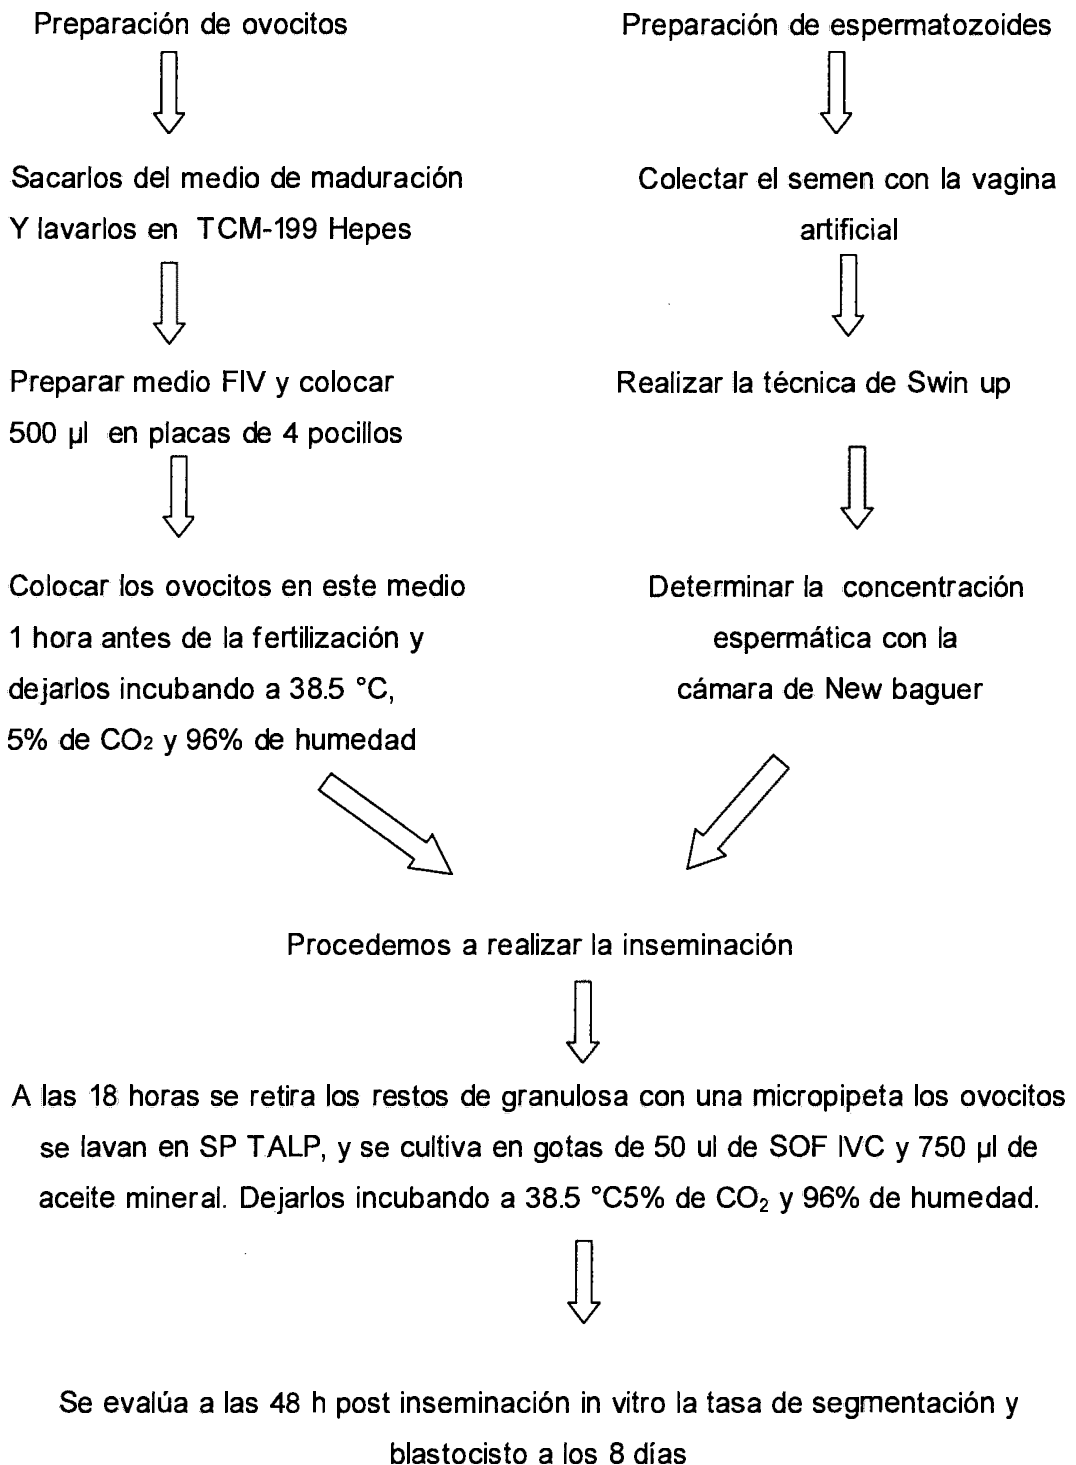 Preparación de ovocitos
Sacarlos del medio de maduración
Y lavarlos en TCM-199 Hepes
Preparar medio FIV y colocar
500 µl en placas de 4 pocillos
Colocar los ovocitos en este medio
1 hora antes de la fertilización y
dejarlos incubando a 38.5 °C,
5% de CO2 y 96% de humedad
Preparación de espermatozoides
Colectar el semen con la vagina
artificial
Realizar la técnica de Swin up
Determinar la concentración
espermática con la
cámara de New baguer
Procedemos a realizar la inseminación
A las 18 horas se retira los restos de granulosa con una micropipeta los ovocitos
se lavan en SP TALP, y se cultiva en gotas de 50 ul de SOF IVC y 750 µl de
aceite mineral. Dejarlos incubando a 38.5 °C5% de CO₂ y 96% de humedad.
Se evalúa a las 48 h post inseminación in vitro la tasa de segmentación y
blastocisto a los 8 días